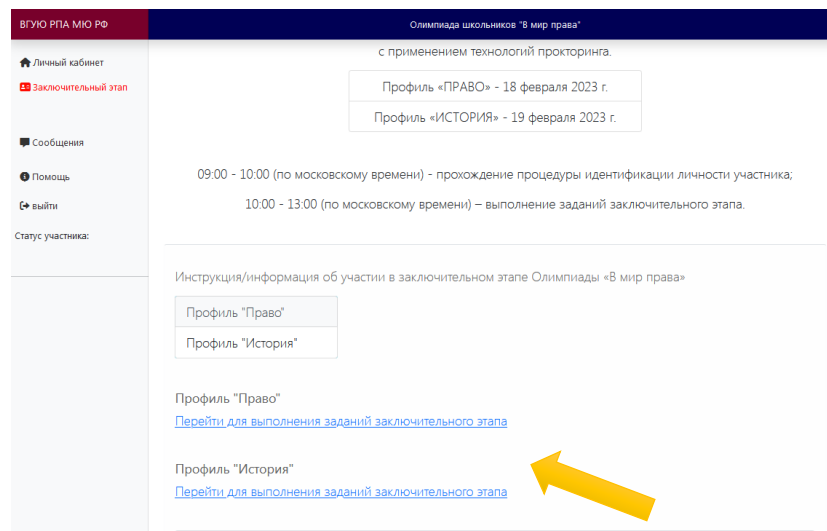 ВГУЮ РПА МЮ РФ
Олимпиада школьников "В мир права"
Личный кабинет
Заключительный этап
Сообщения
Помощь
выйти
Статус участника:
с применением технологий прокторинга.
Профиль «ПРАВО» - 18 февраля 2023 г.
Профиль «ИСТОРИЯ» - 19 февраля 2023 г.
09:00 - 10:00 (по московскому времени) - прохождение процедуры идентификации личности участника;
10:00 - 13:00 (по московскому времени) – выполнение заданий заключительного этапа.
Инструкция/информация об участии в заключительном этапе Олимпиады «В мир права»
Профиль "Право"
Профиль "История"
Профиль "Право"
Перейти для выполнения заданий заключительного этапа
Профиль "История"
Перейти для выполнения заданий заключительного этапа